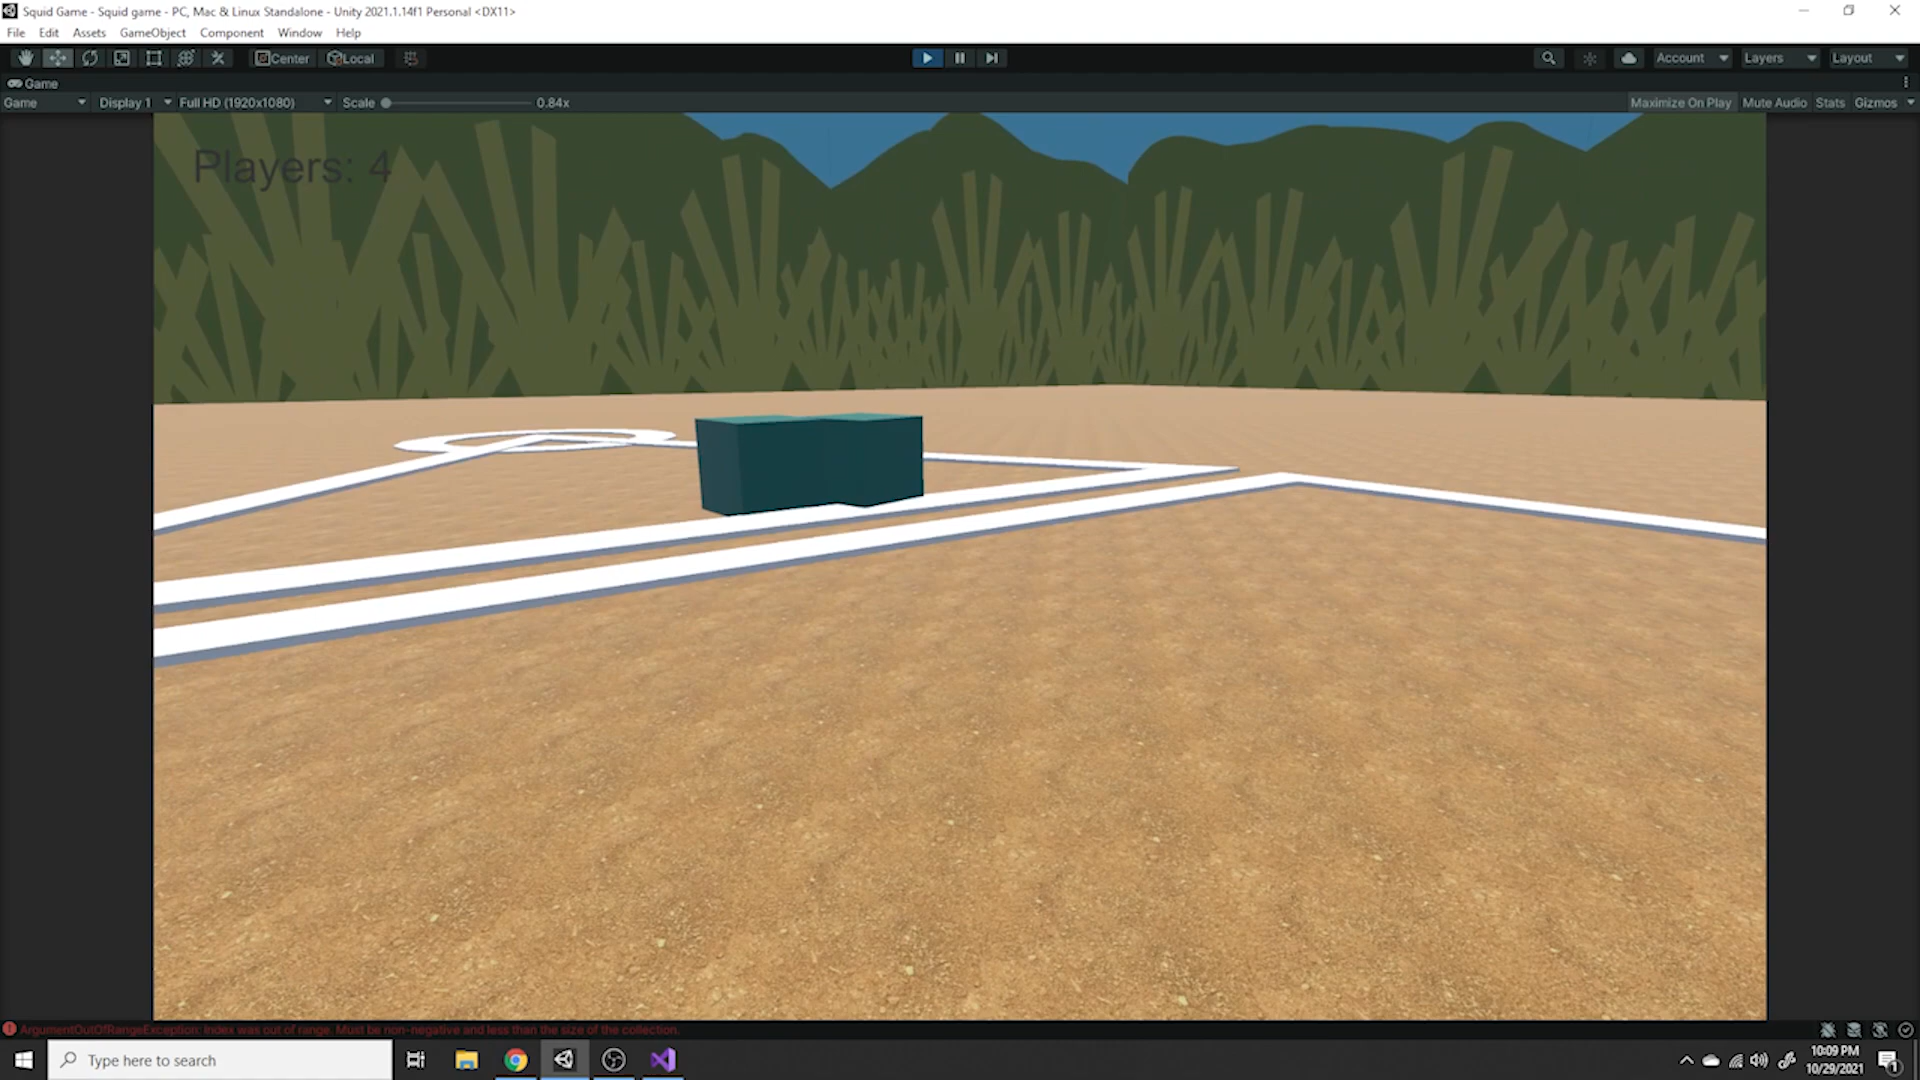 Squid Game - Squid game - PC, Mac & Linux Standalone - Unity 2021.1.14f1 Personal <DX11>
File Edit Assets GameObject Component Window Help
Center Local Account Layers Layout
Game
Game Display 1 Full HD (1920x1080) Scale 0.84x Maximize On Play Mute Audio Stats Gizmos
Players: 4
ArgumentOutOfRangeException: Index was out of range. Must be non-negative and less than the size of the collection.
Type here to search
10:09 PM
10/29/2021
1